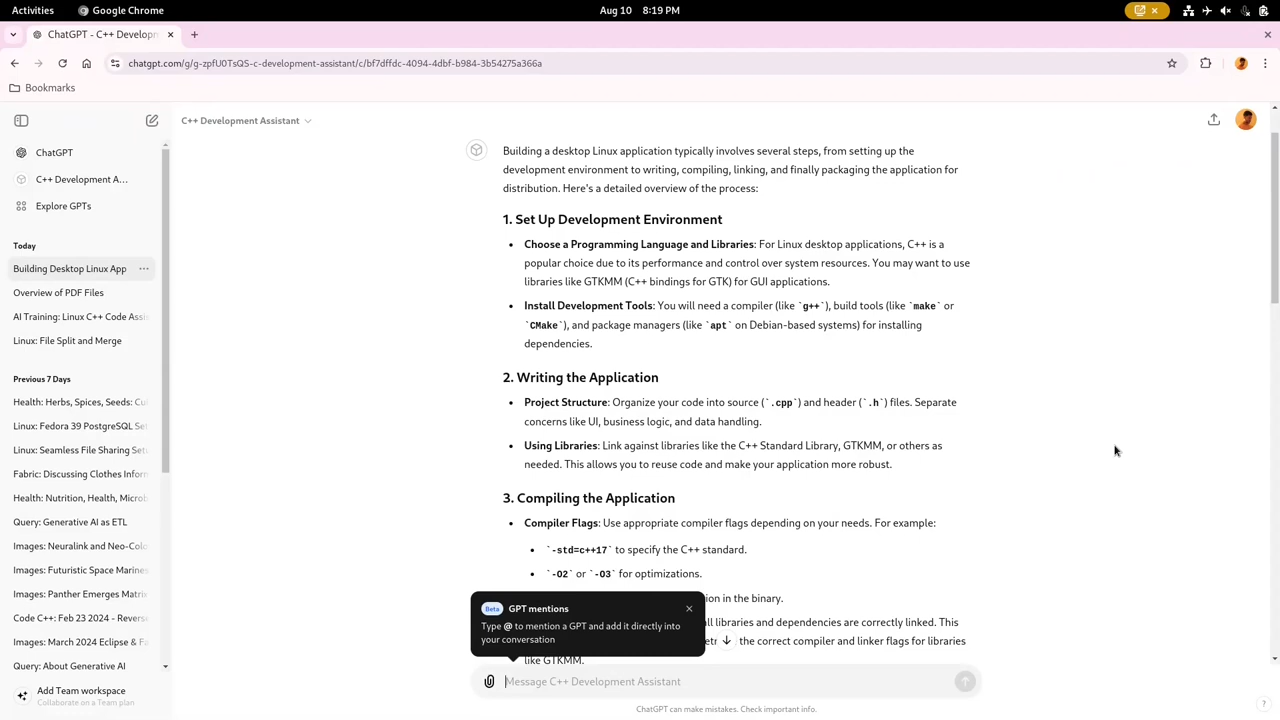 Activities
Google Chrome
Aug 10 8:19 PM
ChatGPT - C++ Developm
chatgpt.com/g/g-zpfU0TsQS-c-development-assistant/c/bf7dffdc-4094-4dbf-b984-3b54275a366a
Bookmarks
C++ Development Assistant
ChatGPT
C++ Development A...
Explore GPTs
Today
Building Desktop Linux App
Overview of PDF Files
AI Training: Linux C++ Code Assis
Linux: File Split and Merge
Previous 7 Days
Health: Herbs, Spices, Seeds: Cu
Linux: Fedora 39 PostgreSQL Set
Linux: Seamless File Sharing Setu
Fabric: Discussing Clothes Inform
Health: Nutrition, Health, Microb
Query: Generative AI as ETL
Images: Neuralink and Neo-Colo
Images: Futuristic Space Marines
Images: Panther Emerges Matrix
Code C++: Feb 23 2024 - Reverse
Images: March 2024 Eclipse & Fa
Query: About Generative AI
Add Team workspace
Collaborate on a Team plan
Building a desktop Linux application typically involves several steps, from setting up the
development environment to writing, compiling, linking, and finally packaging the application for
distribution. Here's a detailed overview of the process:
1. Set Up Development Environment
• Choose a Programming Language and Libraries: For Linux desktop applications, C++ is a
popular choice due to its performance and control over system resources. You may want to use
libraries like GTKMM (C++ bindings for GTK) for GUI applications.
• Install Development Tools: You will need a compiler (like `g++`), build tools (like `make` or
`CMake`), and package managers (like `apt` on Debian-based systems) for installing
dependencies.
2. Writing the Application
• Project Structure: Organize your code into source (`.cpp`) and header (`.h`) files. Separate
concerns like UI, business logic, and data handling.
• Using Libraries: Link against libraries like the C++ Standard Library, GTKMM, or others as
needed. This allows you to reuse code and make your application more robust.
3. Compiling the Application
• Compiler Flags: Use appropriate compiler flags depending on your needs. For example:
• `-std=c++17` to specify the C++ standard.
• `-O2` or `-O3` for optimizations.
ion in the binary.
all libraries and dependencies are correctly linked. This
the correct compiler and linker flags for libraries
like GTKMM.
Beta GPT mentions
Type @ to mention a GPT and add it directly into
your conversation
Message C++ Development Assistant
ChatGPT can make mistakes. Check important info.
?